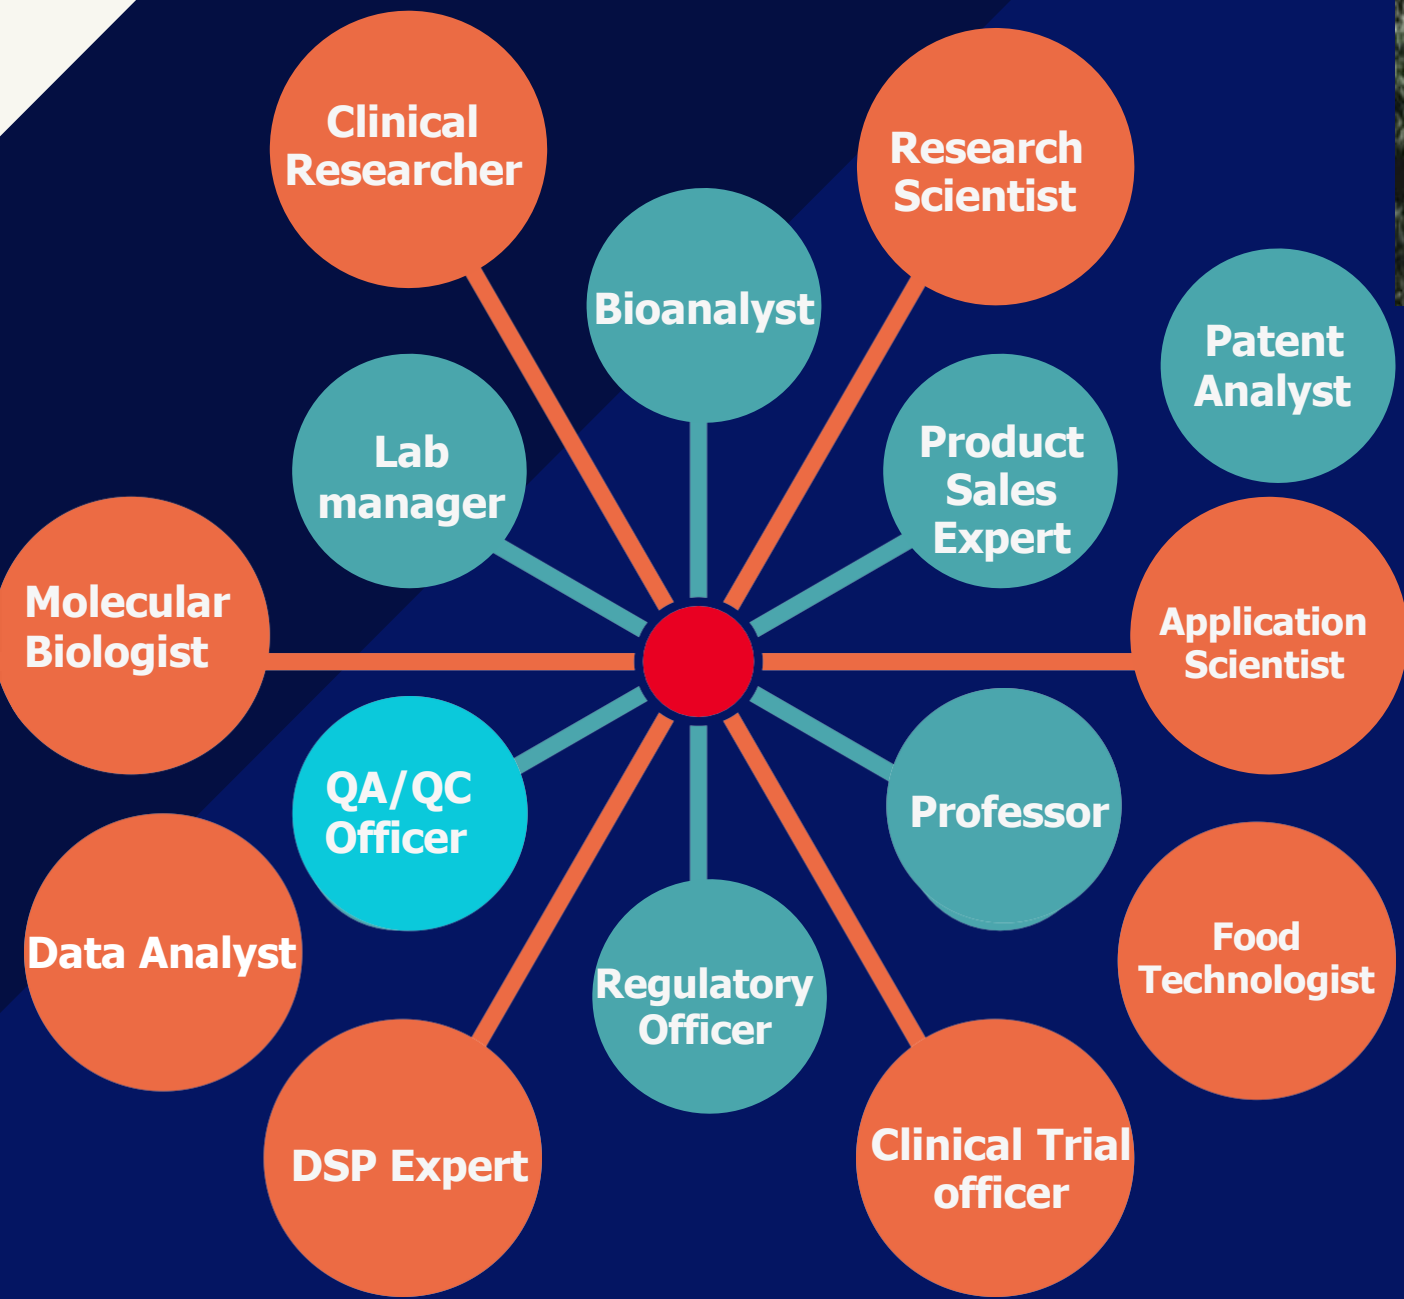 Clinical
Researcher
Research
Scientist
Bioanalyst
Patent
Analyst
Lab
manager
Product
Sales
Expert
Molecular
Biologist
Application
Scientist
QA/QC
Officer
Professor
Data Analyst
Food
Technologist
Regulatory
Officer
DSP Expert
Clinical Trial
officer